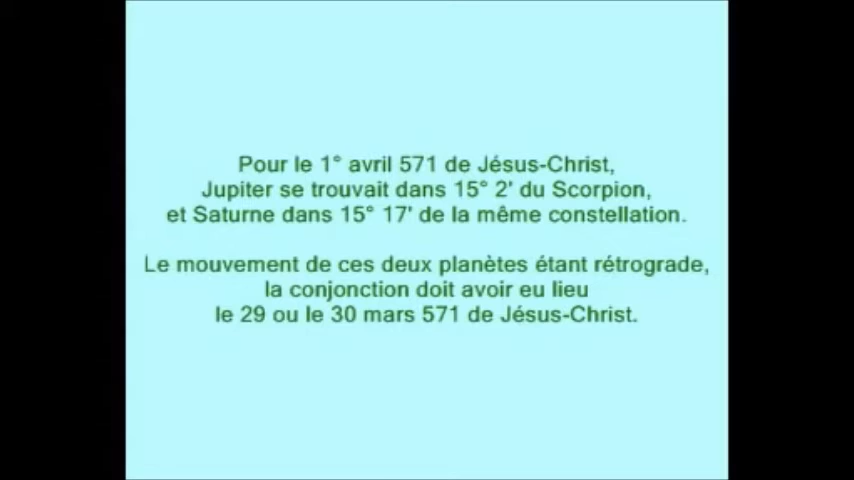 Pour le 1° avril 571 de Jésus-Christ,
Jupiter se trouvait dans 15° 2' du Scorpion,
et Saturne dans 15° 17' de la même constellation.
Le mouvement de ces deux planètes étant rétrograde,
la conjonction doit avoir eu lieu
le 29 ou le 30 mars 571 de Jésus-Christ.